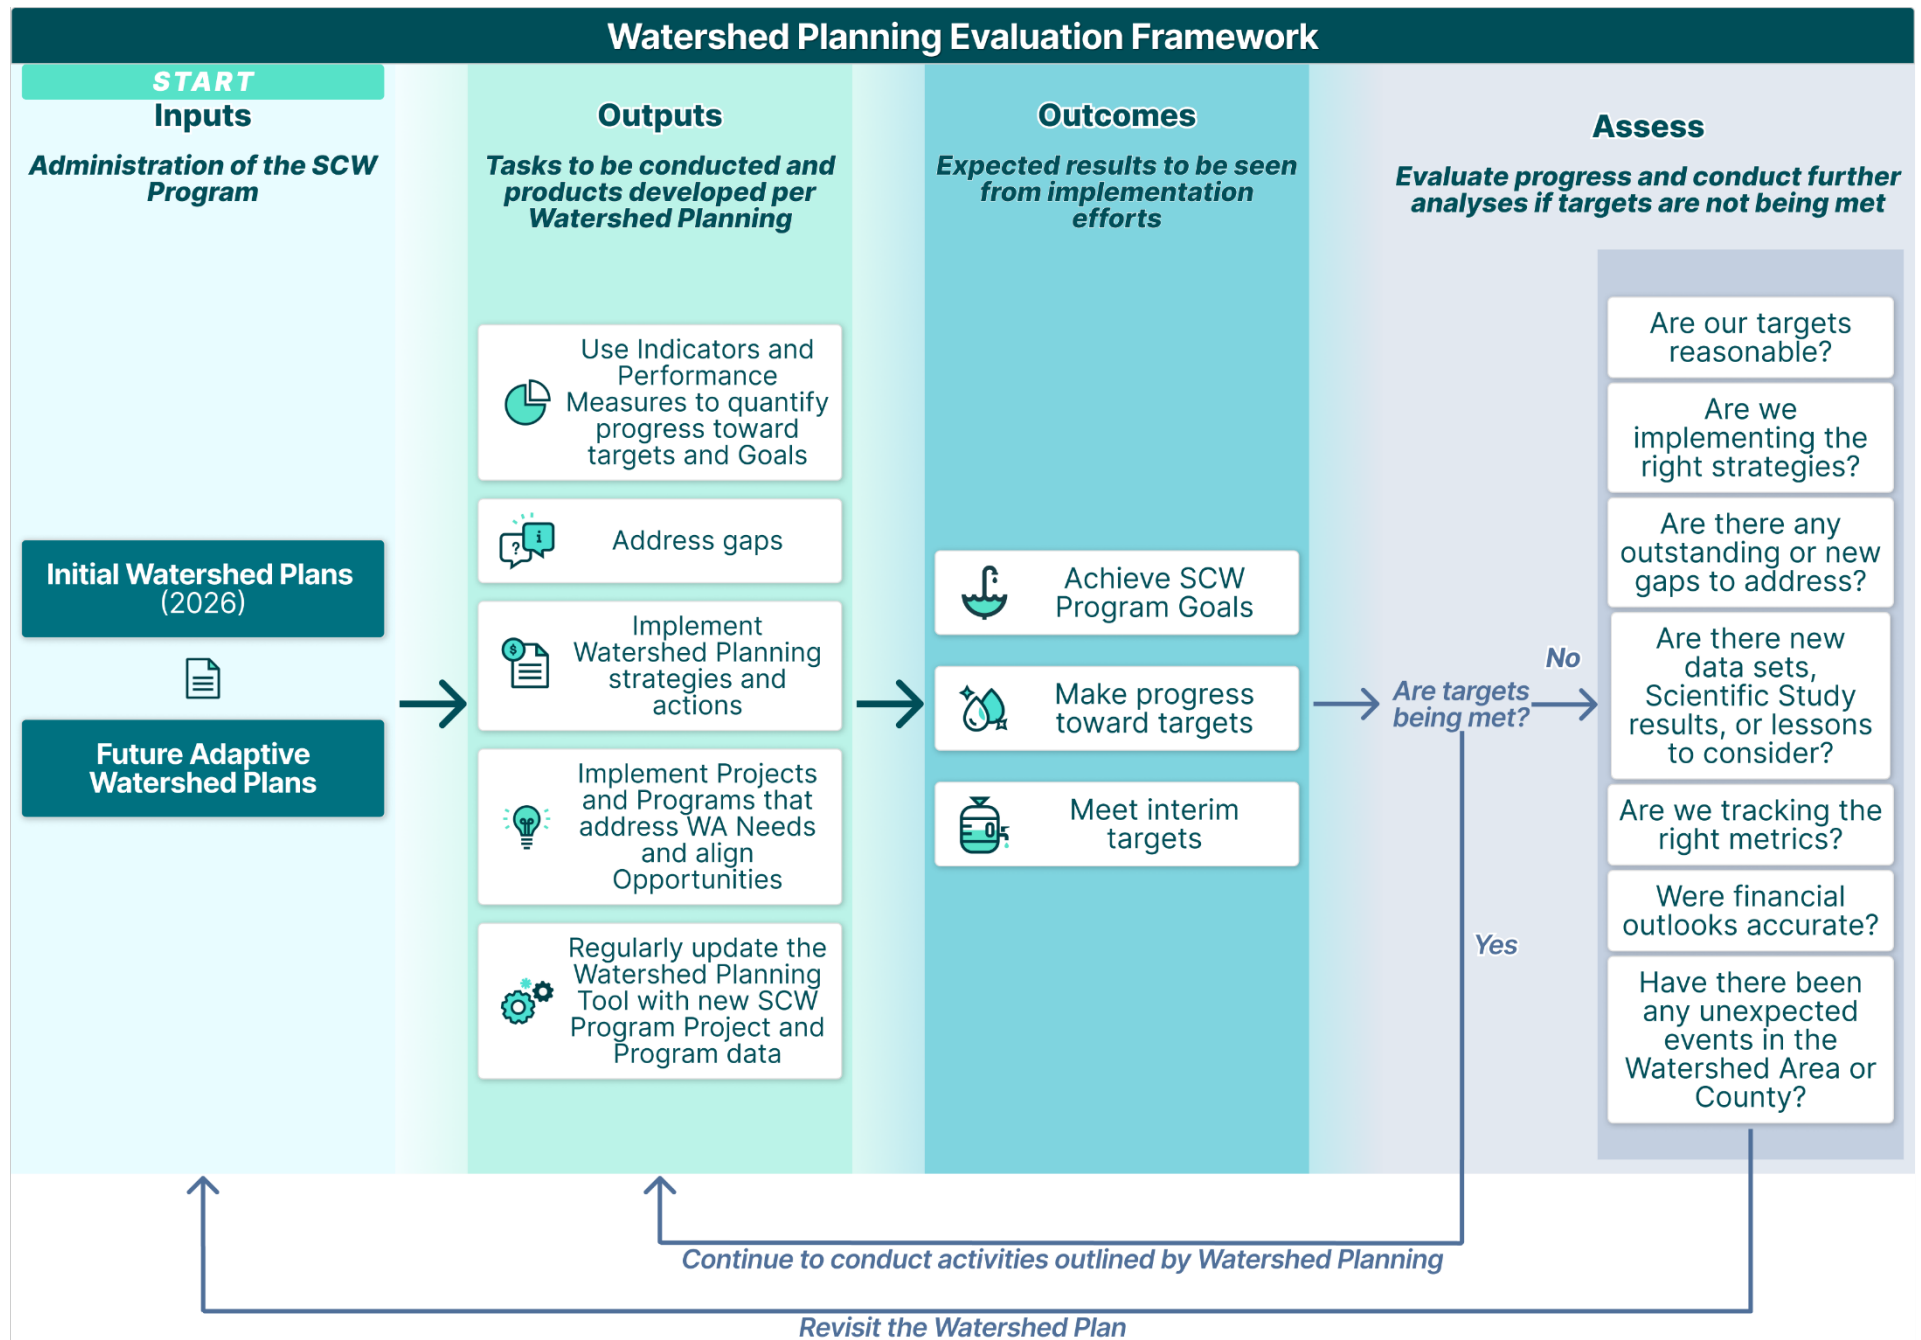 Watershed Planning Evaluation Framework
START
Inputs
Administration of the SCW
Program
Initial Watershed Plans
(2026)
Future Adaptive
Watershed Plans
Outputs
Tasks to be conducted and
products developed per
Watershed Planning
Use Indicators and
Performance
Measures to quantify
progress toward
targets and Goals
?
i
Address gaps
$
Implement
Watershed Planning
strategies and
actions
Implement Projects
and Programs that
address WA Needs
and align
Opportunities
Regularly update the
Watershed Planning
Tool with new SCW
Program Project and
Program data
Outcomes
Expected results to be seen
from implementation
efforts
Achieve SCW
Program Goals
Make progress
toward targets
Meet interim
targets
Assess
Evaluate progress and conduct further
analyses if targets are not being met
Are targets
being met?
No
Yes
Are our targets
reasonable?
Are we
implementing the
right strategies?
Are there any
outstanding or new
gaps to address?
Are there new
data sets,
Scientific Study
results, or lessons
to consider?
Are we tracking the
right metrics?
Were financial
outlooks accurate?
Have there been
any unexpected
events in the
Watershed Area or
County?
Continue to conduct activities outlined by Watershed Planning
Revisit the Watershed Plan